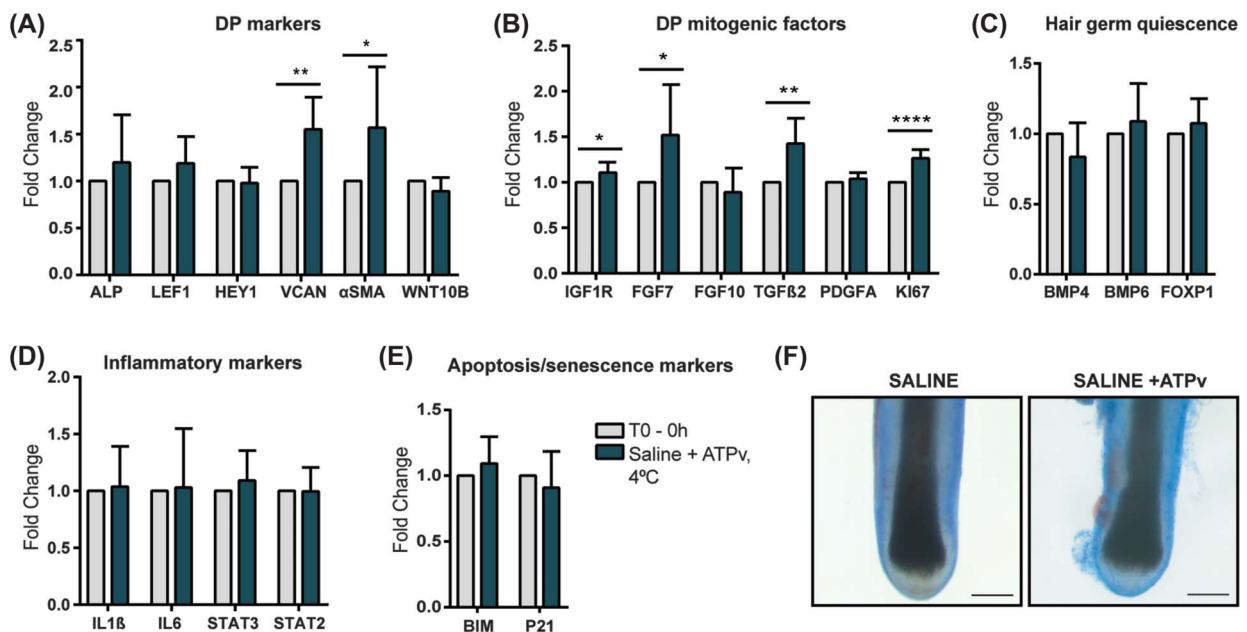 (A)
DP markers
Fold Change
2.5
2.0
1.5
1.0
0.5
0.0
*
**
ALP LEF1 HEY1 VCAN αSMA WNT10B
(B)
DP mitogenic factors
Fold Change
2.5
2.0
1.5
1.0
0.5
0.0
*
*
**
****
IGF1R FGF7 FGF10 TGFß2 PDGFA KI67
(C)
Hair germ quiescence
Fold Change
1.5
1.0
0.5
0.0
BMP4 BMP6 FOXP1
(D)
Inflammatory markers
Fold Change
2.0
1.5
1.0
0.5
0.0
IL1ß IL6 STAT3 STAT2
(E)
Apoptosis/senescence markers
Fold Change
1.5
1.0
0.5
0.0
BIM P21
T0 - 0h
Saline + ATPv,
4ºC
(F)
SALINE
SALINE +ATPv